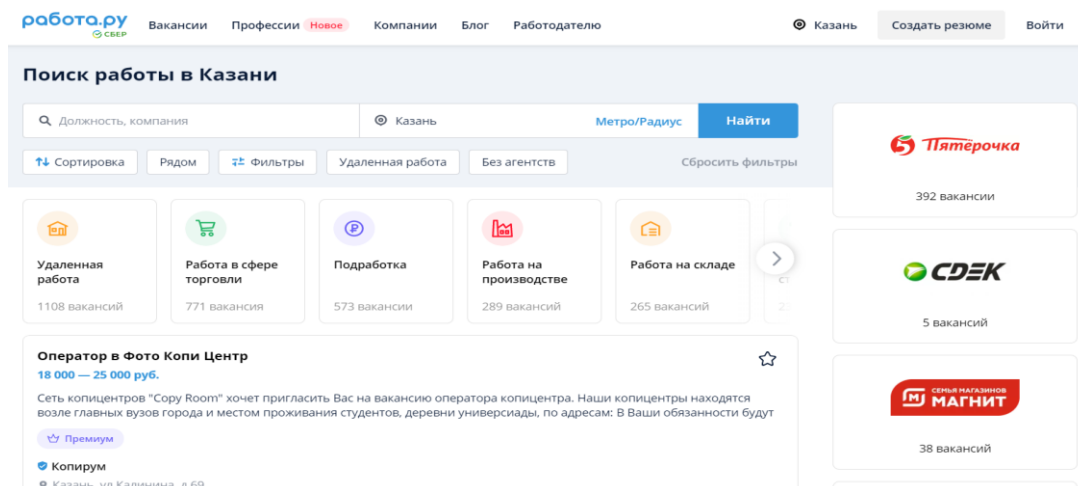 работа.ру
СБЕР
Вакансии Профессии Новое Компании Блог Работодателю Казань Создать резюме Войти
Поиск работы в Казани
Должность, компания Казань Метро/Радиус Найти
Сортировка Рядом Фильтры Удаленная работа Без агентств Сбросить фильтры
Удаленная
работа
1108 вакансий
Работа в сфере
торговли
771 вакансия
Подработка
573 вакансии
Работа на
производстве
289 вакансий
Работа на складе
265 вакансий
Оператор в Фото Копи Центр
18 000 — 25 000 руб.
Сеть копицентров "Copy Room" хочет пригласить Вас на вакансию оператора копицентра. Наши копицентры находятся
возле главных вузов города и местом проживания студентов, деревни универсиады, по адресам: В Ваши обязанности будут
Премиум
Копирум
Казань, ул Калинина, д 69
Пятёрочка
392 вакансии
CDEK
5 вакансий
СЕМЬЯ МАГАЗИНОВ
МАГНИТ
38 вакансий